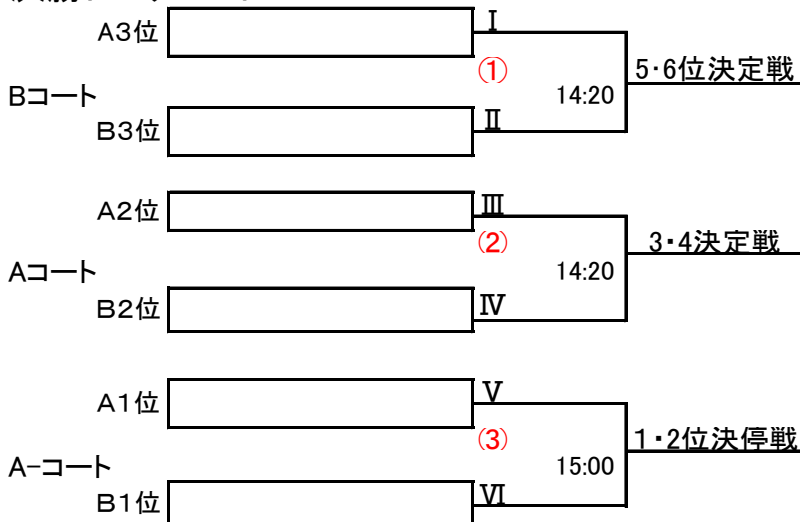 A3位
Ⅰ
(1)
5・6位決定戦
Bコート
14:20
B3位
Ⅱ
A2位
Ⅲ
(2)
3・4決定戦
Aコート
14:20
B2位
Ⅳ
A1位
Ⅴ
(3)
1・2位決停戦
A-コート
15:00
B1位
Ⅵ